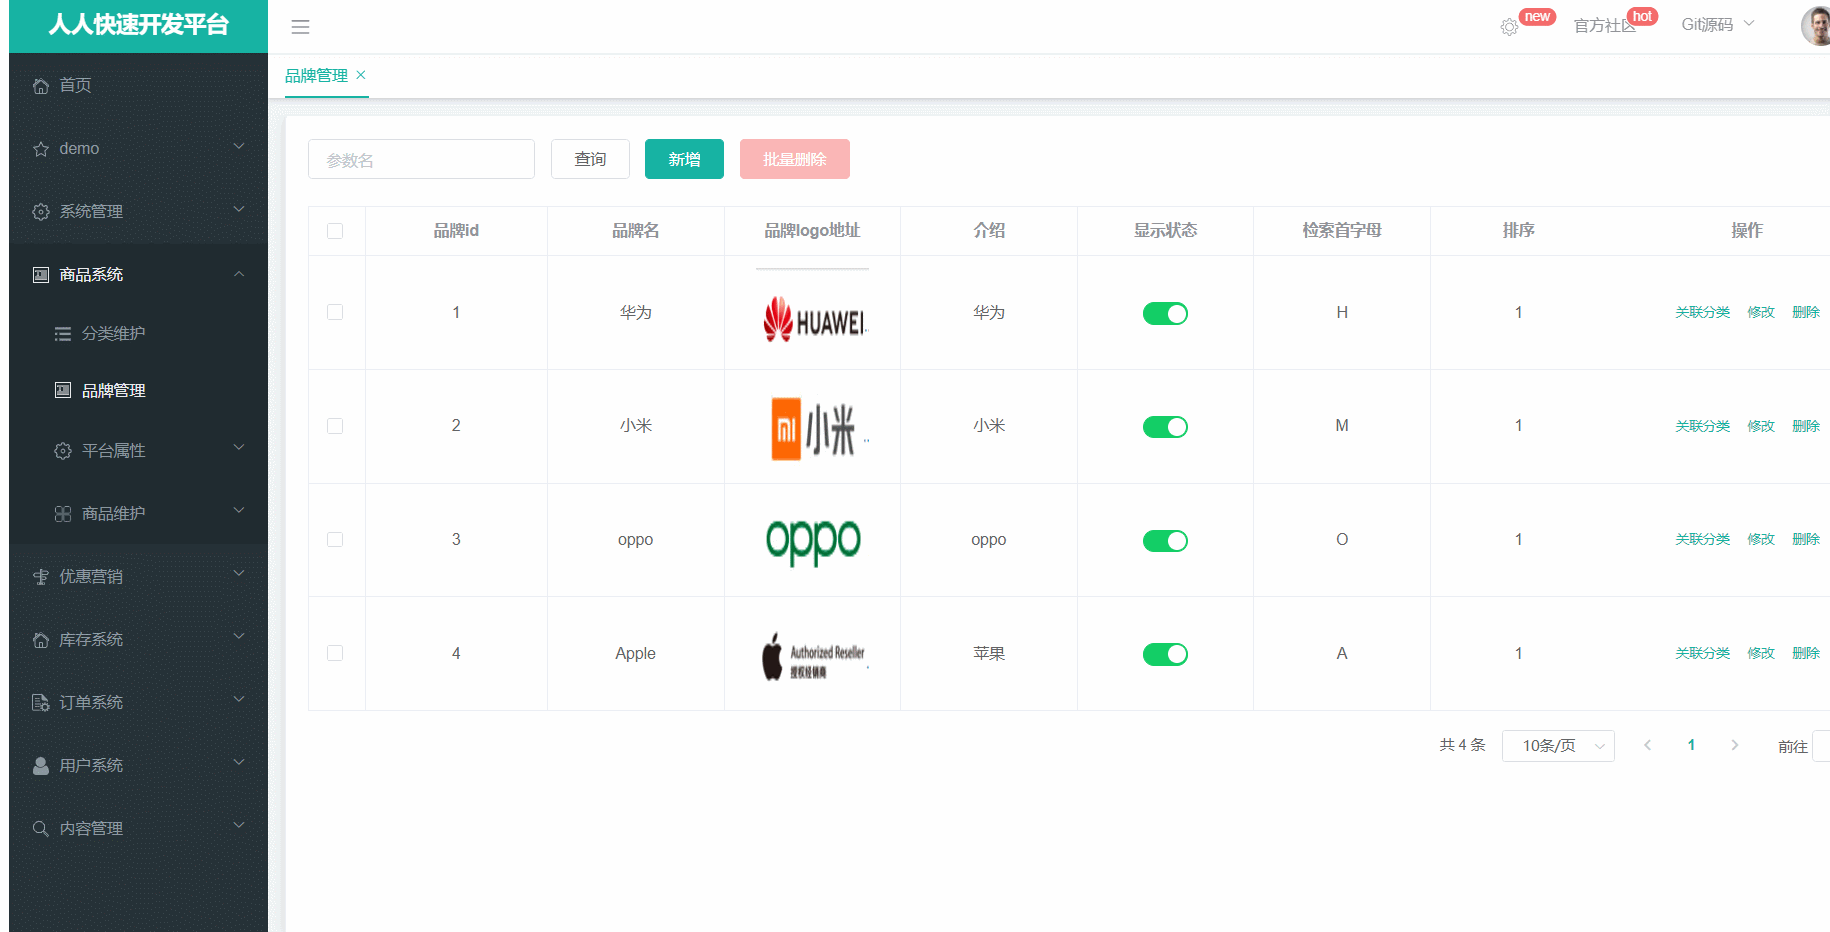 人人快速开发平台
new
官方社区
hot
Git源码
首页
demo
系统管理
商品系统
分类维护
品牌管理
平台属性
商品维护
优惠营销
库存系统
订单系统
用户系统
内容管理
品牌管理
参数名
查询 新增 批量删除
品牌id 品牌名 品牌logo地址 介绍 显示状态 检索首字母 排序 操作
1 华为 HUAWEI 华为 H 1 关联分类 修改 删除
2 小米 mi 小米 小米 M 1 关联分类 修改 删除
3 oppo oppo oppo O 1 关联分类 修改 删除
4 Apple Authorized Reseller 授权经销商 苹果 A 1 关联分类 修改 删除
共 4 条 10条/页 1 前往